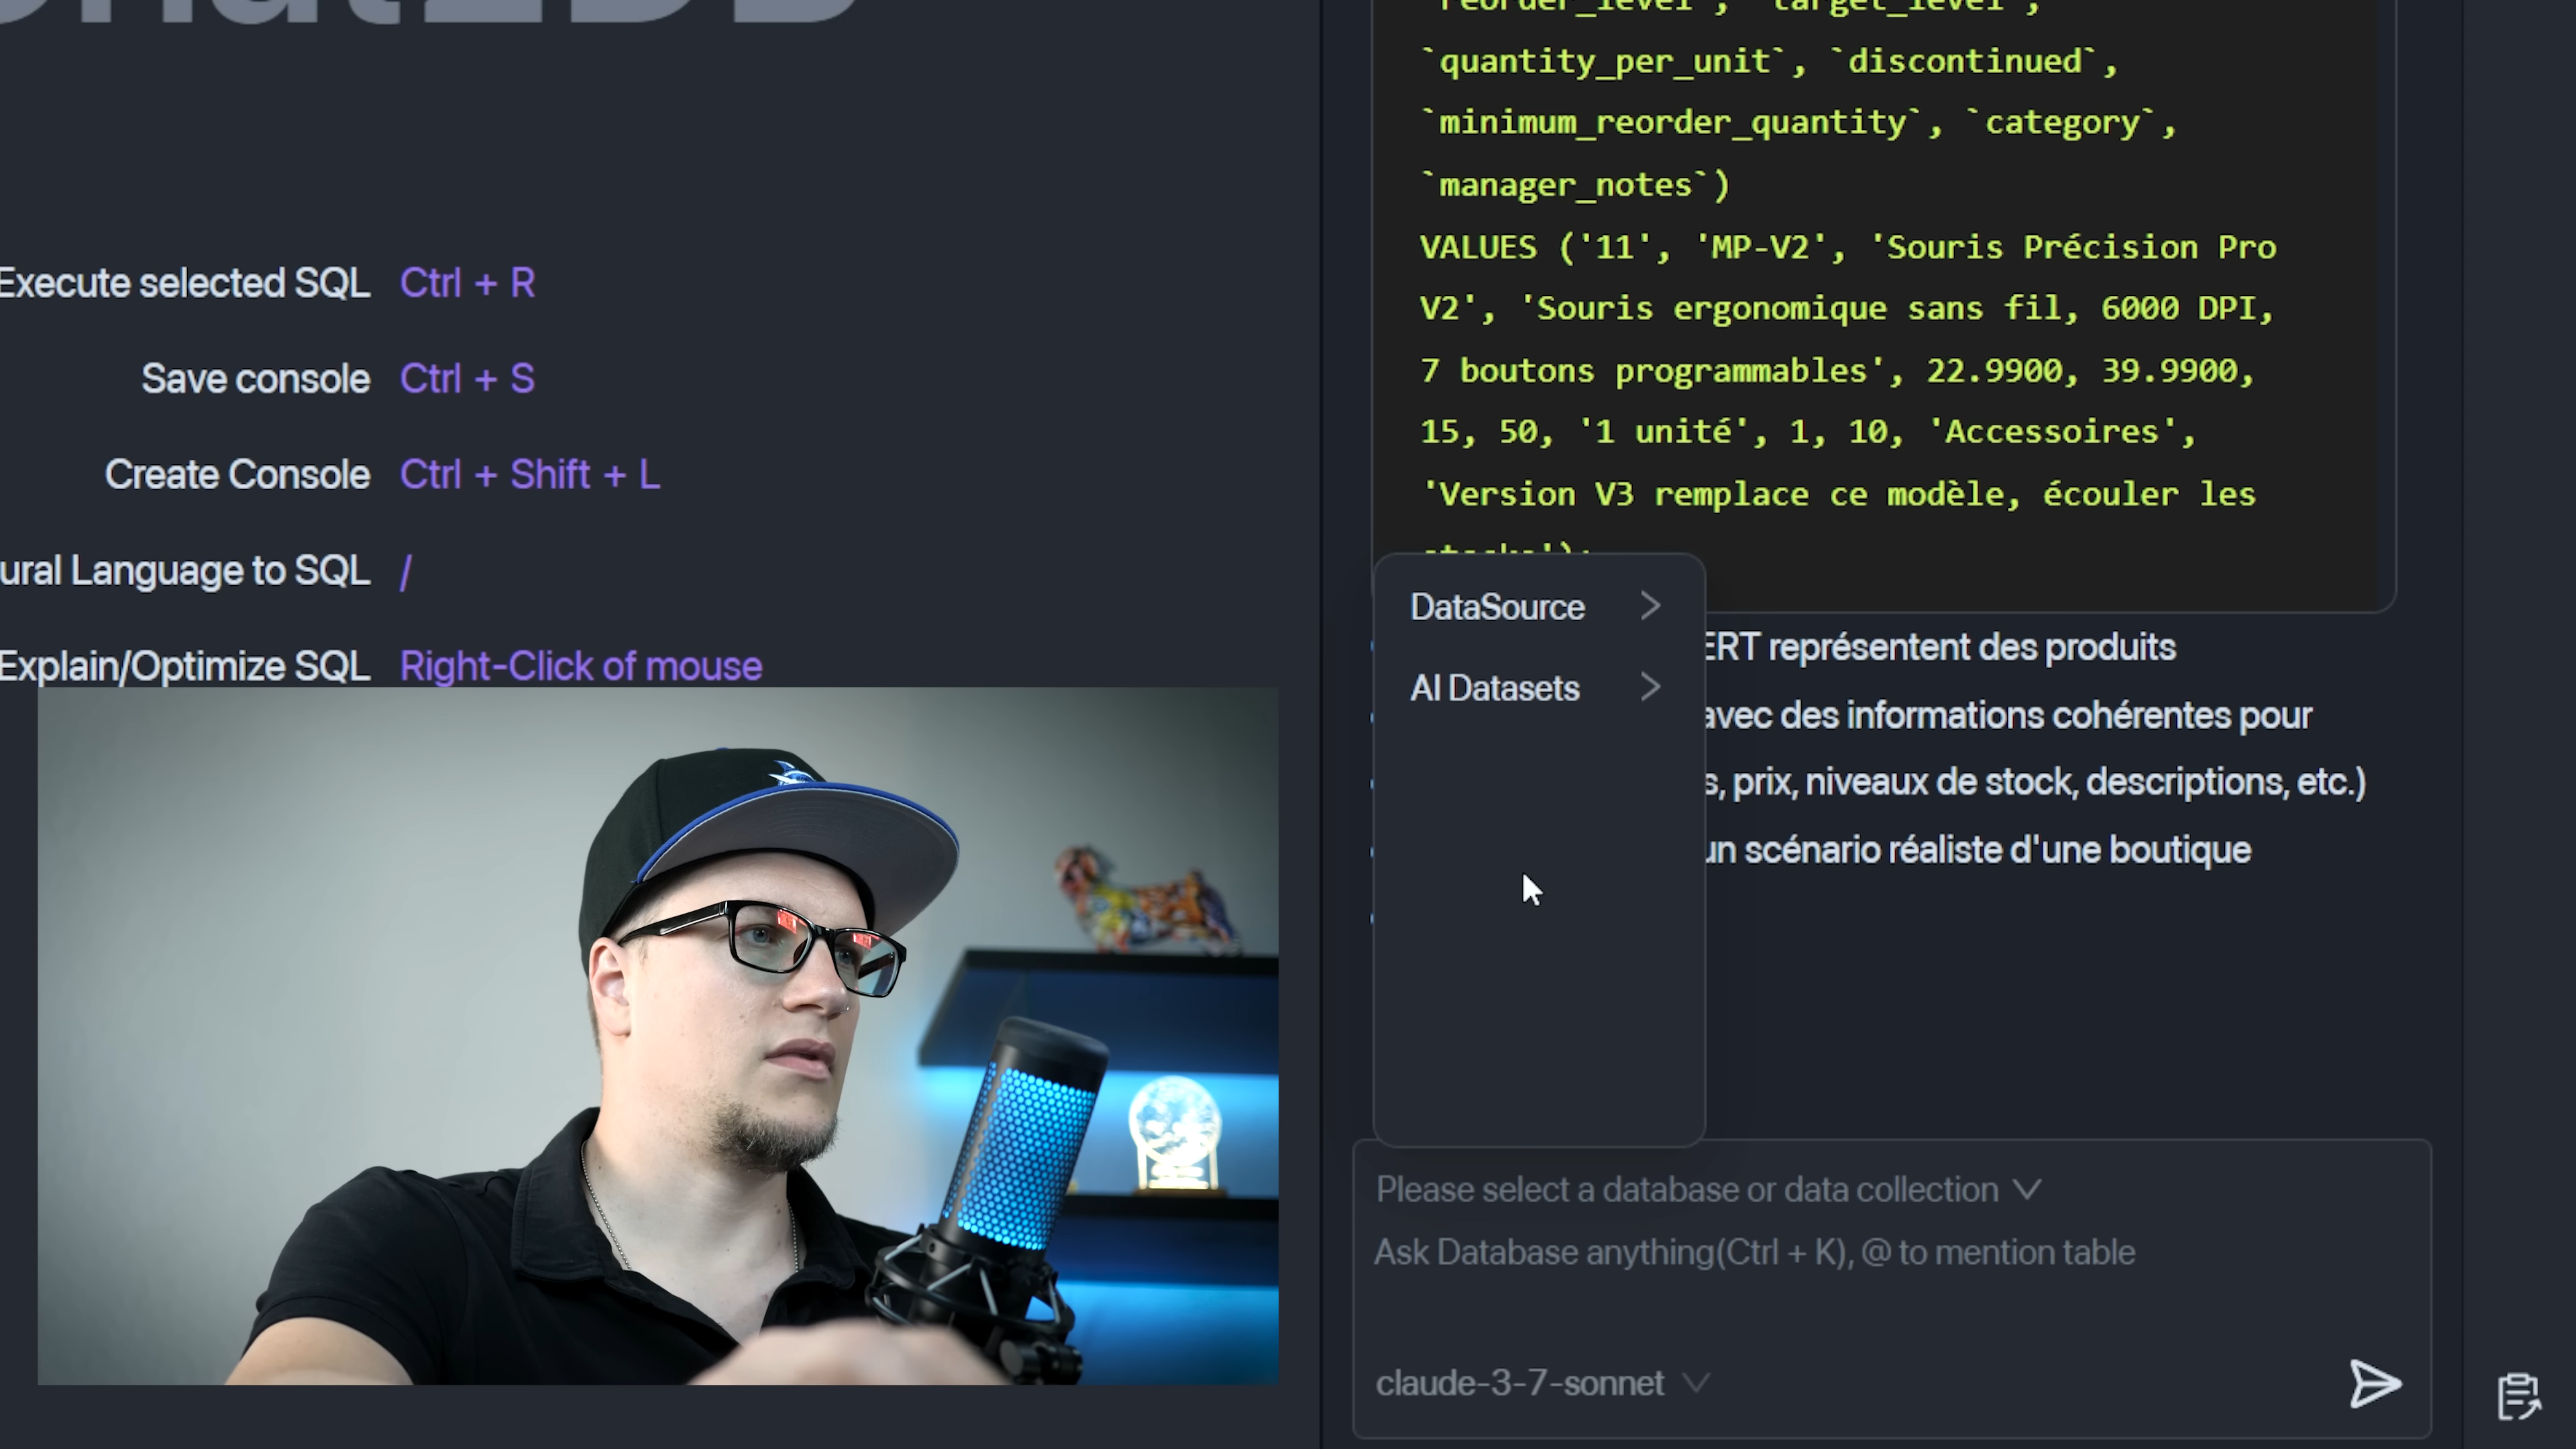 Execute selected SQL Ctrl + R
Save console Ctrl + S
Create Console Ctrl + Shift + L
ural Language to SQL /
Explain/Optimize SQL Right-Click of mouse
`reorder_level`, `target_level`,
`quantity_per_unit`, `discontinued`,
`minimum_reorder_quantity`, `category`,
`manager_notes`)
VALUES ('11', 'MP-V2', 'Souris Précision Pro
V2', 'Souris ergonomique sans fil, 6000 DPI,
7 boutons programmables', 22.9900, 39.9900,
15, 50, '1 unité', 1, 10, 'Accessoires',
'Version V3 remplace ce modèle, écouler les
stocks');
DataSource >
AI Datasets >
ERT représentent des produits
avec des informations cohérentes pour
s, prix, niveaux de stock, descriptions, etc.)
un scénario réaliste d'une boutique
Please select a database or data collection
Ask Database anything(Ctrl + K), @ to mention table
claude-3-7-sonnet